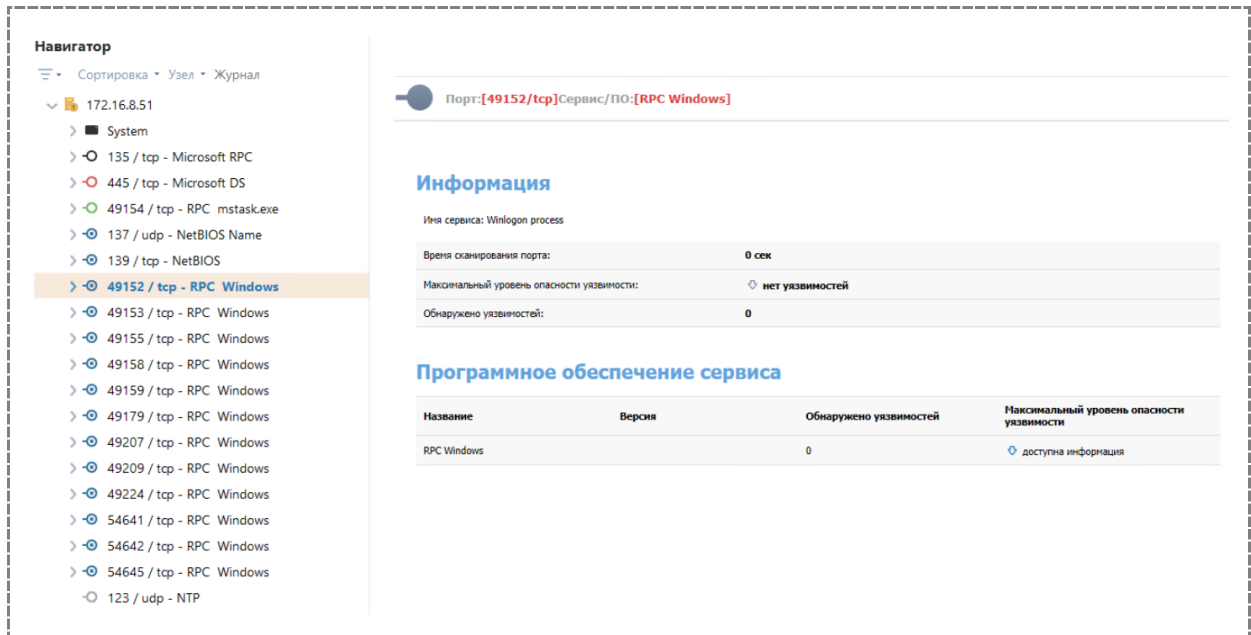 Навигатор
Сортировка Узел Журнал
172.16.8.51
System
135 / tcp - Microsoft RPC
445 / tcp - Microsoft DS
49154 / tcp - RPC mstask.exe
137 / udp - NetBIOS Name
139 / tcp - NetBIOS
49152 / tcp - RPC Windows
49153 / tcp - RPC Windows
49155 / tcp - RPC Windows
49158 / tcp - RPC Windows
49159 / tcp - RPC Windows
49179 / tcp - RPC Windows
49207 / tcp - RPC Windows
49209 / tcp - RPC Windows
49224 / tcp - RPC Windows
54641 / tcp - RPC Windows
54642 / tcp - RPC Windows
54645 / tcp - RPC Windows
123 / udp - NTP
Порт:[49152/tcp]Сервис/ПО:[RPC Windows]
Информация
Имя сервиса: Winlogon process
Время сканирования порта: 0 сек
Максимальный уровень опасности уязвимости: нет уязвимостей
Обнаружено уязвимостей: 0
Программное обеспечение сервиса
Название Версия Обнаружено уязвимостей Максимальный уровень опасности
уязвимости
RPC Windows 0 доступна информация